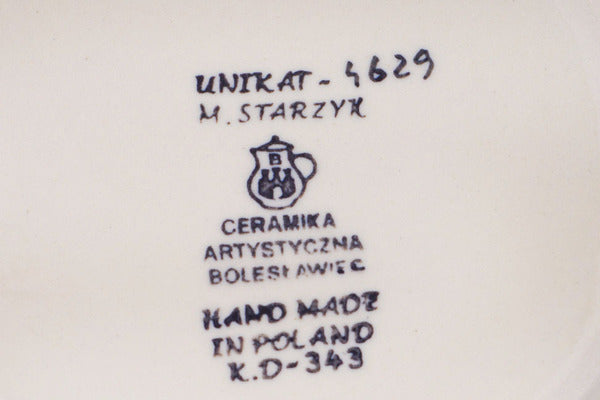 UNIKAT - 4629
M. STARZYK
B
CERAMIKA
ARTYSTYCZNA
BOLESŁAWIEC
HAND MADE
IN POLAND
K.D-343